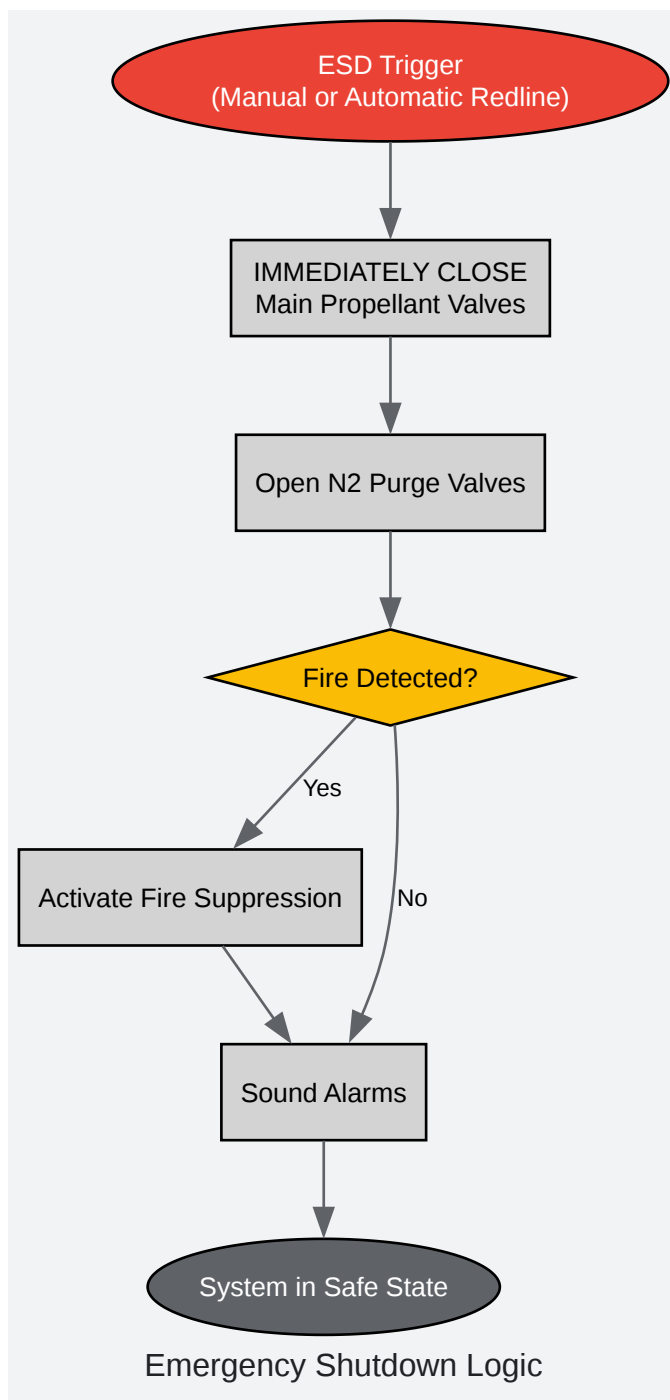 ESD Trigger
(Manual or Automatic Redline)
IMMEDIATELY CLOSE
Main Propellant Valves
Open N2 Purge Valves
Fire Detected?
Yes
Activate Fire Suppression
No
Sound Alarms
System in Safe State
Emergency Shutdown Logic